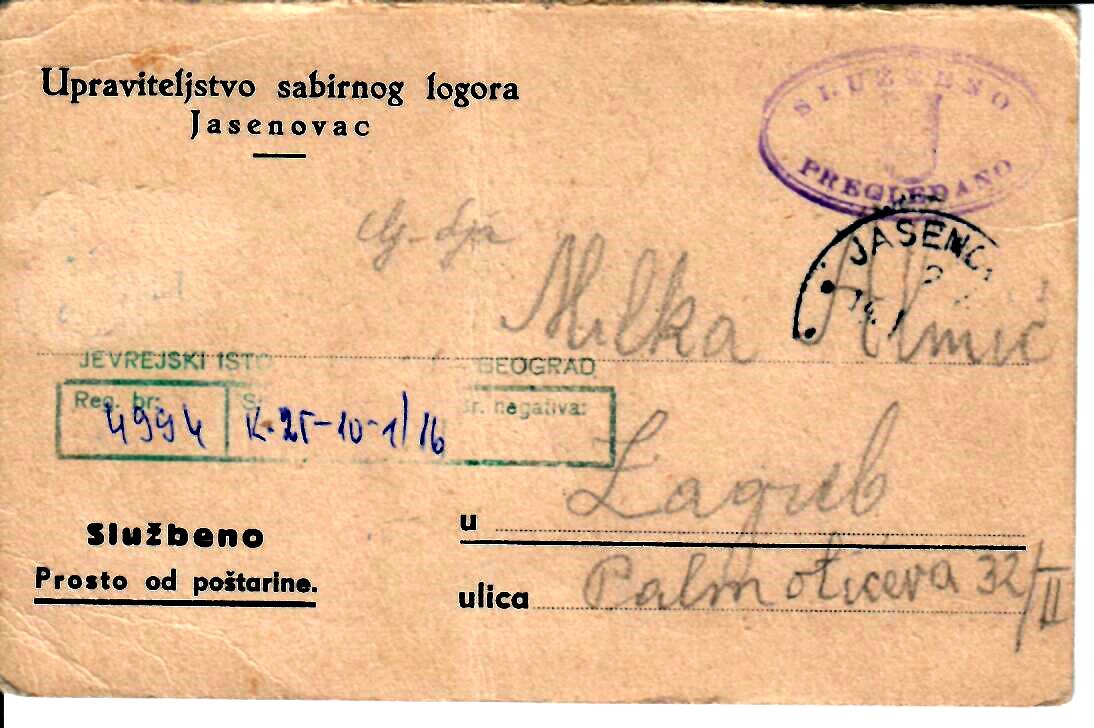 Upraviteljstvo sabirnog logora
Jasenovac
SLUŽBENO
PREGLEDANO
JASENO
Milka
JEVREJSKI ISTO BEOGRAD
Reg. br: S br. negativa:
4994 K.25-10-1/16
Zagreb
Službeno
u
Prosto od poštarine.
ulica Palmotićeva 32/II